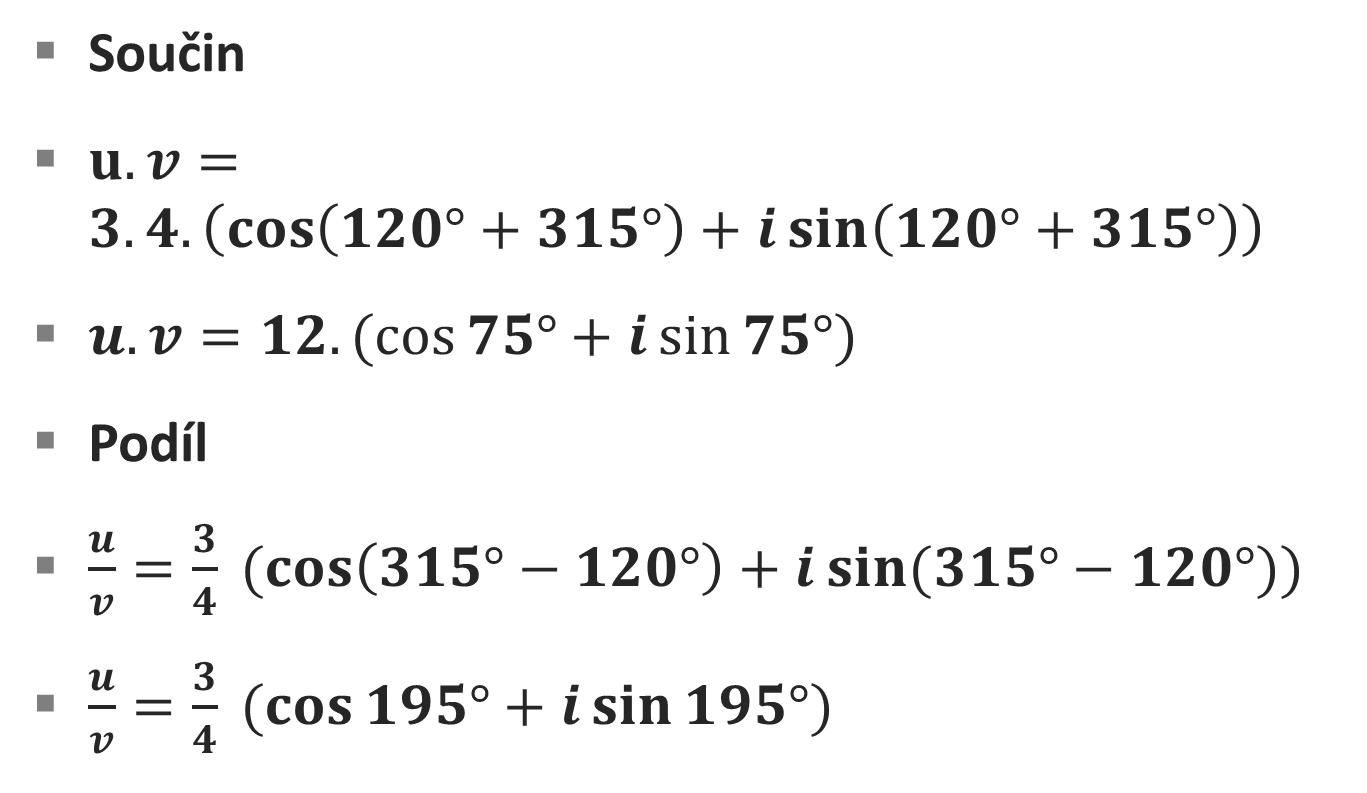 ▪ Součin
▪ u. v =
3. 4. (cos(120° + 315°) + i sin(120° + 315°))
▪ u. v = 12. (cos 75° + i sin 75°)
▪ Podíl
▪ u/v = 3/4 (cos(315° − 120°) + i sin(315° − 120°))
▪ u/v = 3/4 (cos 195° + i sin 195°)